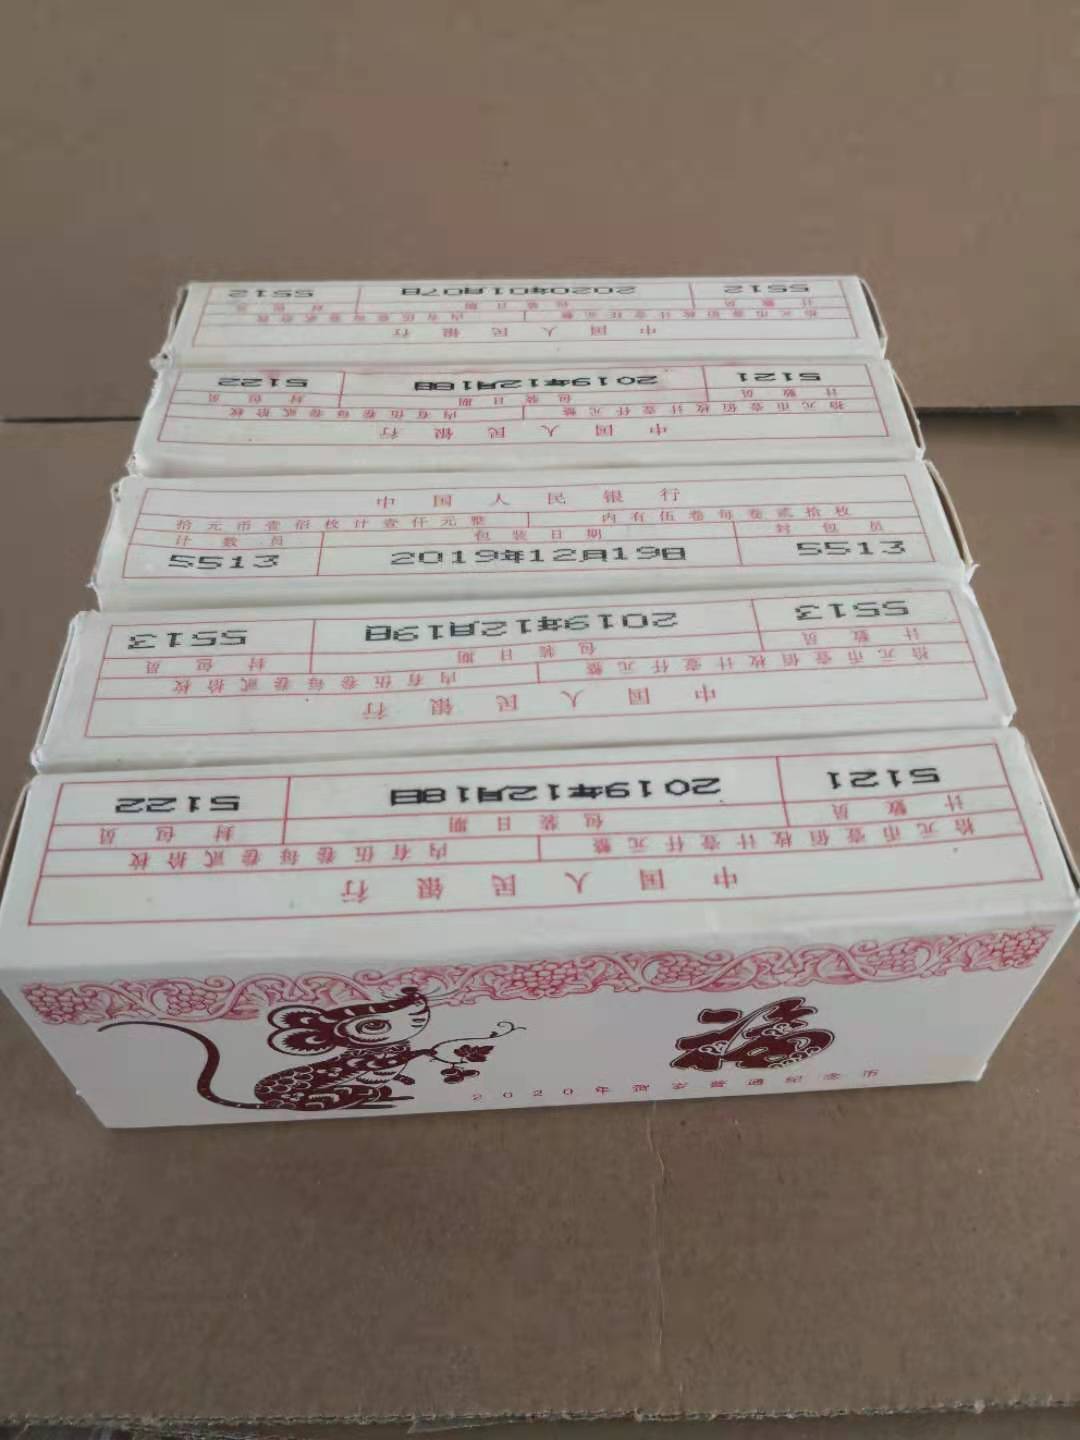 中国人民银行
拾元币壹佰枚计壹仟元整 内有伍卷每卷贰拾枚
计数员 包装日期 封包员
5512 2020年01月07日 5512
中国人民银行
拾元币壹佰枚计壹仟元整 内有伍卷每卷贰拾枚
计数员 包装日期 封包员
5121 2019年12月18日 5122
中国人民银行
拾元币壹佰枚计壹仟元整 内有伍卷每卷贰拾枚
计数员 包装日期 封包员
5513 2019年12月19日 5513
中国人民银行
拾元币壹佰枚计壹仟元整 内有伍卷每卷贰拾枚
计数员 包装日期 封包员
5513 2019年12月19日 5513
中国人民银行
拾元币壹佰枚计壹仟元整 内有伍卷每卷贰拾枚
计数员 包装日期 封包员
5121 2019年12月18日 5122
福
2020年贺岁普通纪念币